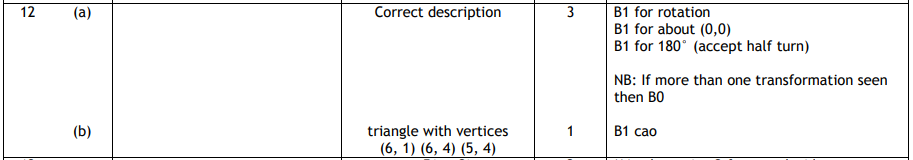 12 (a) Correct description 3 B1 for rotation
B1 for about (0,0)
B1 for 180° (accept half turn)
NB: If more than one transformation seen
then B0
(b) triangle with vertices 1 B1 cao
(6, 1) (6, 4) (5, 4)